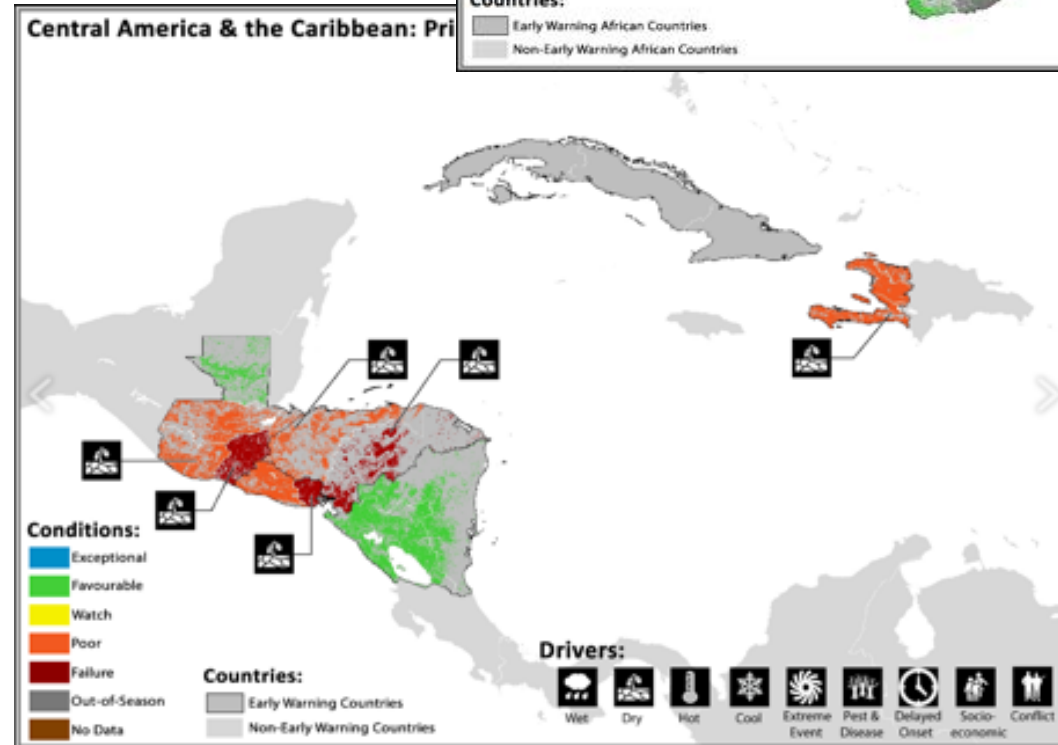 Countries:
Early Warning African Countries
Non-Early Warning African Countries
Central America & the Caribbean: Pri
Conditions:
Exceptional
Favourable
Watch
Poor
Failure
Out-of-Season
No Data
Countries:
Early Warning Countries
Non-Early Warning Countries
Drivers:
Wet
Dry
Hot
Cool
Extreme
Event
Pest &
Disease
Delayed
Onset
Socio-
economic
Conflict